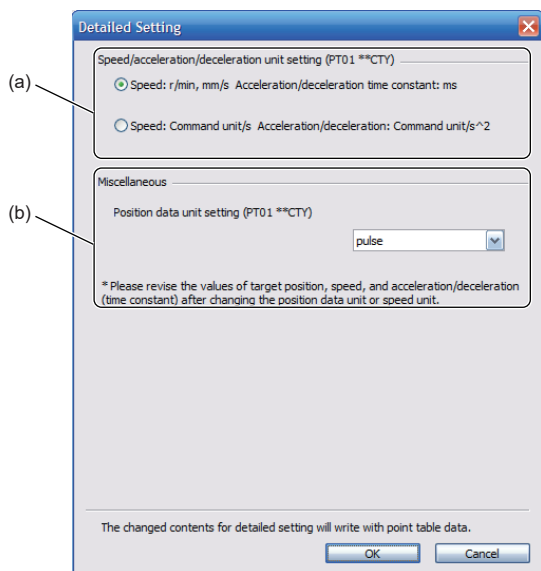 Detailed Setting
Speed/acceleration/deceleration unit setting (PT01 **CTY)
(a)
Speed: r/min, mm/s Acceleration/deceleration time constant: ms
Speed: Command unit/s Acceleration/deceleration: Command unit/s^2
Miscellaneous
(b)
Position data unit setting (PT01 **CTY)
pulse
*Please revise the values of target position, speed, and acceleration/deceleration
(time constant) after changing the position data unit or speed unit.
The changed contents for detailed setting will write with point table data.
OK Cancel